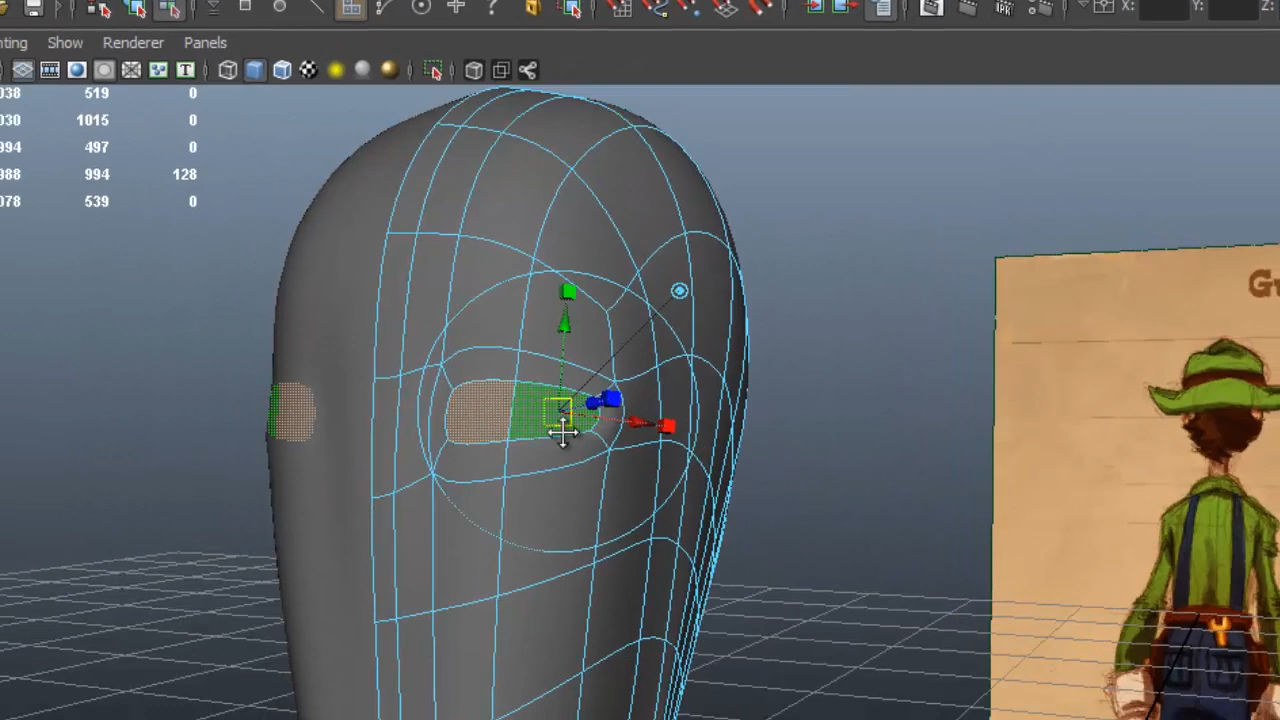 X: Y: Z:
nting Show Renderer Panels
T
038 519 0
030 1015 0
994 497 0
988 994 128
078 539 0